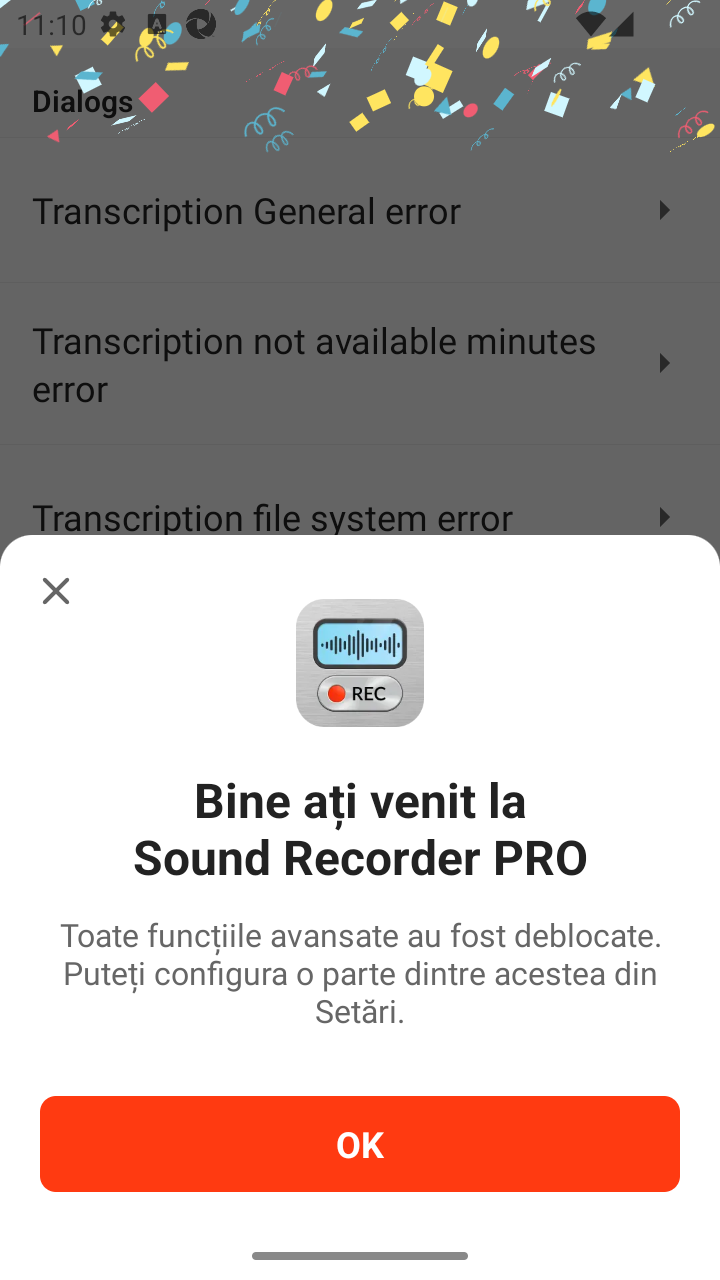 11:10
Dialogs
Transcription General error
Transcription not available minutes
error
Transcription file system error
REC
Bine ați venit la
Sound Recorder PRO
Toate funcțiile avansate au fost deblocate.
Puteți configura o parte dintre acestea din
Setări.
OK